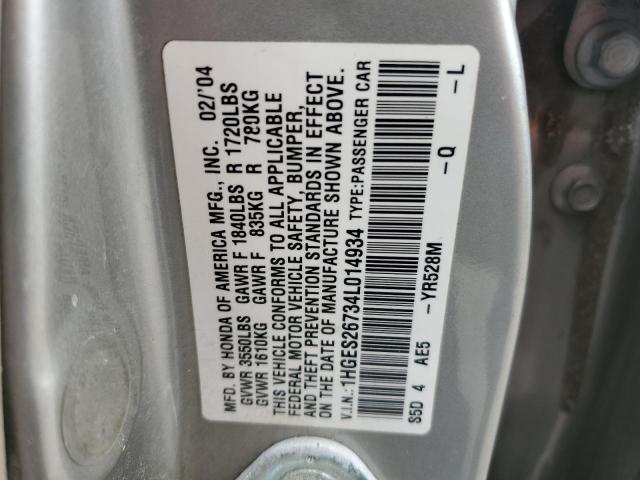 MFD. BY HONDA OF AMERICA MFG., INC. 02/'04
GVWR 3550LBS GAWR F 1840LBS R 1720LBS
GVWR 1610KG GAWR F 835KG R 780KG
THIS VEHICLE CONFORMS TO ALL APPLICABLE
FEDERAL MOTOR VEHICLE SAFETY, BUMPER,
AND THEFT PREVENTION STANDARDS IN EFFECT
ON THE DATE OF MANUFACTURE SHOWN ABOVE.
V.I.N.:1HGES26734L014934 TYPE:PASSENGER CAR
S5D 4 AE5 -YR528M -Q -L